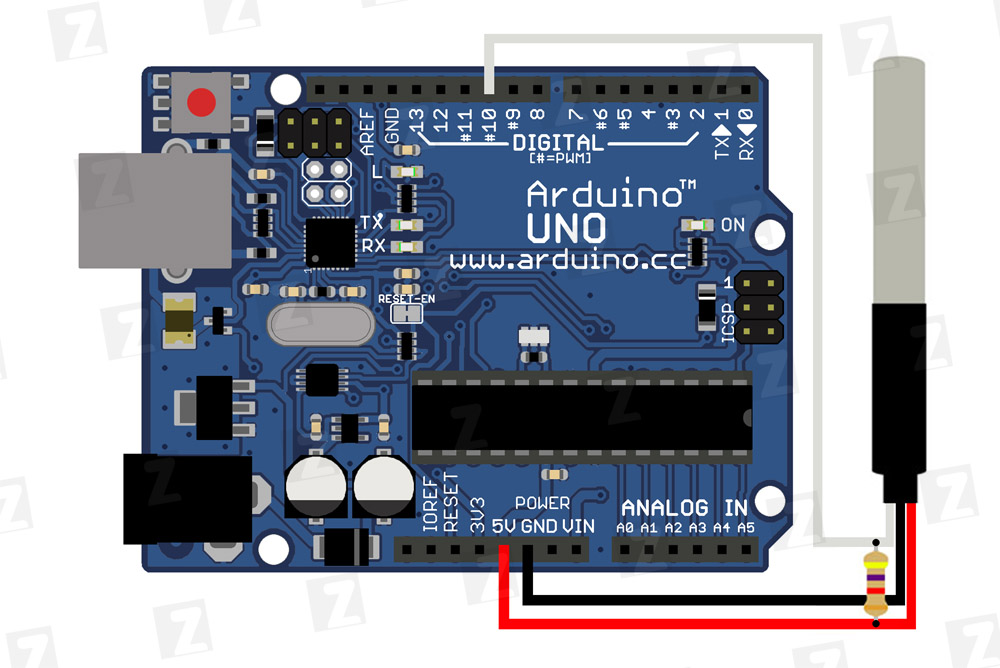 AREF
GND
13
12
#11
#10
#9
8
7
#6
#5
4
#3
2
TX 1
RX 0
DIGITAL
[#=PWM]
L
TX
RX
Arduino™
UNO
www.arduino.cc
ON
1
RESET-EN
1
ICSP
IOREF
RESET
3V3
POWER
5V GND VIN
ANALOG IN
A0 A1 A2 A3 A4 A5
Z